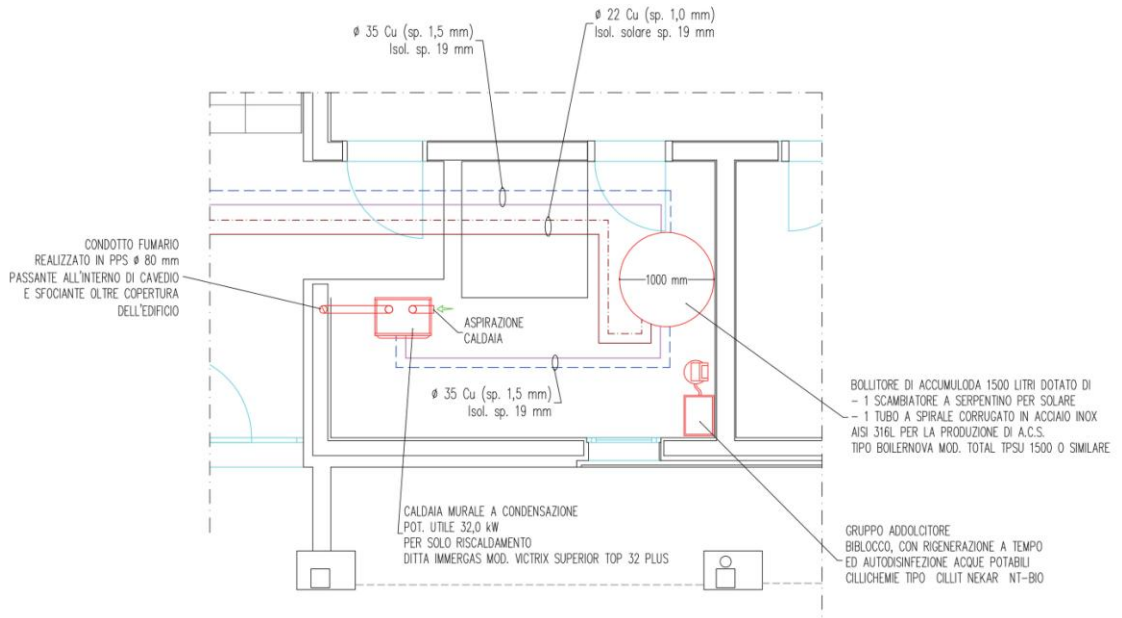 ø 35 Cu (sp. 1,5 mm)
Isol. sp. 19 mm
ø 22 Cu (sp. 1,0 mm)
Isol. solare sp. 19 mm
CONDOTTO FUMARIO
REALIZZATO IN PPS ø 80 mm
PASSANTE ALL'INTERNO DI CAVEDIO
E SFOCIANTE OLTRE COPERTURA
DELL'EDIFICIO
1000 mm
ASPIRAZIONE
CALDAIA
ø 35 Cu (sp. 1,5 mm)
Isol. sp. 19 mm
BOLLITORE DI ACCUMULODA 1500 LITRI DOTATO DI
- 1 SCAMBIATORE A SERPENTINO PER SOLARE
- 1 TUBO A SPIRALE CORRUGATO IN ACCIAIO INOX
AISI 316L PER LA PRODUZIONE DI A.C.S.
TIPO BOILERNOVA MOD. TOTAL TPSU 1500 O SIMILARE
CALDAIA MURALE A CONDENSAZIONE
POT. UTILE 32,0 kW
PER SOLO RISCALDAMENTO
DITTA IMMERGAS MOD. VICTRIX SUPERIOR TOP 32 PLUS
GRUPPO ADDOLCITORE
BIBLOCCO, CON RIGENERAZIONE A TEMPO
ED AUTODISINFEZIONE ACQUE POTABILI
CILLICHEMIE TIPO CILLIT NEKAR NT-BIO